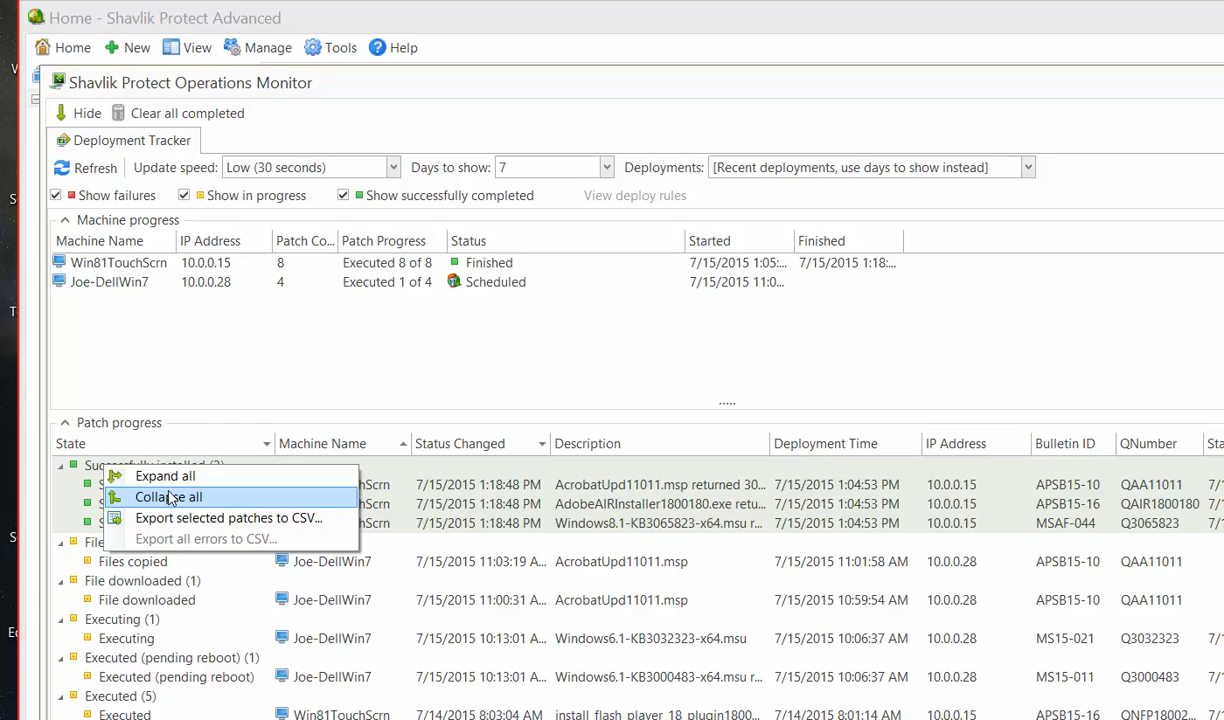 Home - Shavlik Protect Advanced
Home New View Manage Tools Help
Shavlik Protect Operations Monitor
Hide Clear all completed
Deployment Tracker
Refresh Update speed: Low (30 seconds) Days to show: 7 Deployments: [Recent deployments, use days to show instead]
Show failures Show in progress Show successfully completed View deploy rules
Machine progress
Machine Name IP Address Patch Co... Patch Progress Status Started Finished
Win81TouchScrn 10.0.0.15 8 Executed 8 of 8 Finished 7/15/2015 1:05:... 7/15/2015 1:18:...
Joe-DellWin7 10.0.0.28 4 Executed 1 of 4 Scheduled 7/15/2015 11:0...
Patch progress
State Machine Name Status Changed Description Deployment Time IP Address Bulletin ID QNumber
Expand all
Collapse all
Export selected patches to CSV...
Export all errors to CSV...
Scrn 7/15/2015 1:18:48 PM AcrobatUpd11011.msp returned 30... 7/15/2015 1:04:53 PM 10.0.0.15 APSB15-10 QAA11011
Scrn 7/15/2015 1:18:48 PM AdobeAIRInstaller1800180.exe retu... 7/15/2015 1:04:53 PM 10.0.0.15 APSB15-16 QAIR1800180
Scrn 7/15/2015 1:18:48 PM Windows8.1-KB3065823-x64.msu r... 7/15/2015 1:04:53 PM 10.0.0.15 MSAF-044 Q3065823
Files copied Joe-DellWin7 7/15/2015 11:03:19 A... AcrobatUpd11011.msp 7/15/2015 11:01:58 AM 10.0.0.28 APSB15-10 QAA11011
File downloaded (1)
File downloaded Joe-DellWin7 7/15/2015 11:00:31 A... AcrobatUpd11011.msp 7/15/2015 10:59:54 AM 10.0.0.28 APSB15-10 QAA11011
Executing (1)
Executing Joe-DellWin7 7/15/2015 10:13:01 A... Windows6.1-KB3032323-x64.msu 7/15/2015 10:06:37 AM 10.0.0.28 MS15-021 Q3032323
Executed (pending reboot) (1)
Executed (pending reboot) Joe-DellWin7 7/15/2015 10:13:01 A... Windows6.1-KB3000483-x64.msu r... 7/15/2015 10:06:37 AM 10.0.0.28 MS15-011 Q3000483
Executed (5)
Executed Win81TouchScrn 7/14/2015 8:03:04 AM install_flash_player_18_plugin1800... 7/14/2015 8:01:14 AM 10.0.0.15 APSB15-18 QNFP18002...